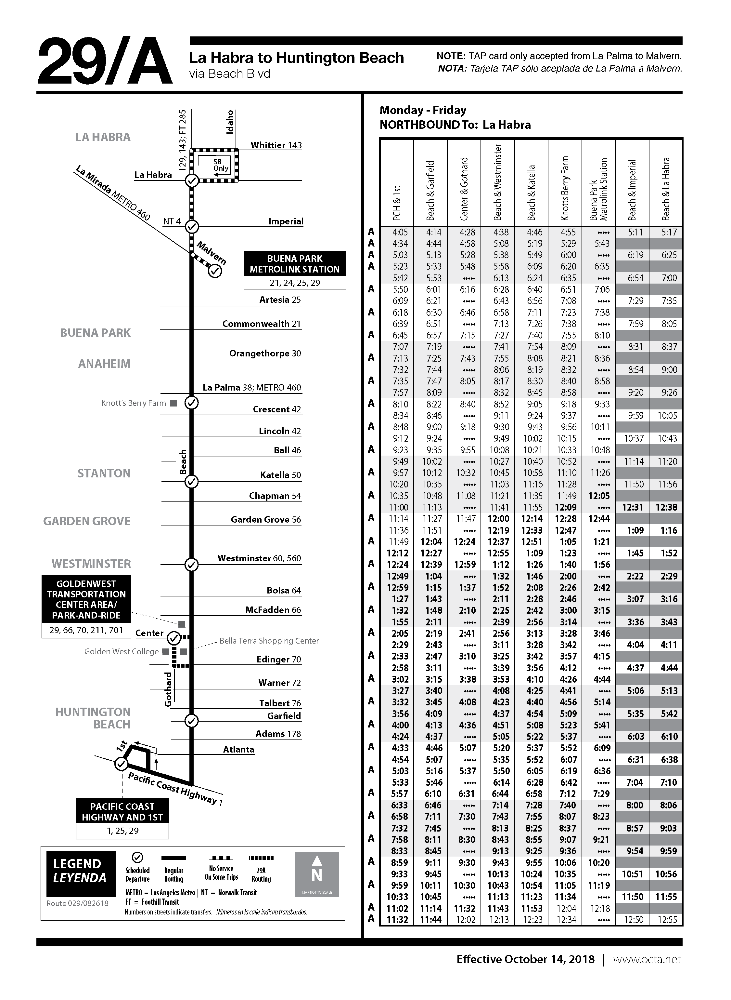 29/A
La Habra to Huntington Beach
via Beach Blvd
NOTE: TAP card only accepted from La Palma to Malvern.
NOTA: Tarjeta TAP sólo aceptada de La Palma a Malvern.
129, 143; FT 285
Idaho
LA HABRA
Whittier 143
SB
Only
La Habra
La Mirada METRO 460
NT 4
Imperial
Malvern
BUENA PARK
METROLINK STATION
21, 24, 25, 29
Artesia 25
Commonwealth 21
BUENA PARK
Orangethorpe 30
ANAHEIM
La Palma 38; METRO 460
Knott's Berry Farm
Crescent 42
Lincoln 42
Ball 46
Beach
STANTON
Katella 50
Chapman 54
GARDEN GROVE
Garden Grove 56
WESTMINSTER
Westminster 60, 560
GOLDENWEST
TRANSPORTATION
CENTER AREA/
PARK-AND-RIDE
29, 66, 70, 211, 701
Bolsa 64
McFadden 66
Center
Bella Terra Shopping Center
Golden West College
Edinger 70
Gothard
Warner 72
Talbert 76
HUNTINGTON
BEACH
Garfield
Adams 178
1st
Atlanta
Pacific Coast Highway 1
PACIFIC COAST
HIGHWAY AND 1ST
1, 25, 29
LEGEND
LEYENDA
Route 029/082618
Scheduled
Departure
Regular
Routing
No Service
On Some Trips
29A
Routing
METRO = Los Angeles Metro | NT = Norwalk Transit
FT = Foothill Transit
Numbers on streets indicate transfers. Números en la calle indican transbordos.
N
MAP NOT TO SCALE
Monday - Friday
NORTHBOUND To: La Habra
PCH & 1st
Beach & Garfield
Center & Gothard
Beach & Westminster
Beach & Katella
Knotts Berry Farm
Buena Park
Metrolink Station
Beach & Imperial
Beach & La Habra
A 4:05 4:14 4:28 4:38 4:46 4:55 ••••• 5:11 5:17
A 4:34 4:44 4:58 5:08 5:19 5:29 5:43
A 5:03 5:13 5:28 5:38 5:49 6:00 ••••• 6:19 6:25
A 5:23 5:33 5:48 5:58 6:09 6:20 6:35
5:42 5:53 ••••• 6:13 6:24 6:35 ••••• 6:54 7:00
A 5:50 6:01 6:16 6:28 6:40 6:51 7:06
6:09 6:21 ••••• 6:43 6:56 7:08 ••••• 7:29 7:35
A 6:18 6:30 6:46 6:58 7:11 7:23 7:38
6:39 6:51 ••••• 7:13 7:26 7:38 ••••• 7:59 8:05
A 6:45 6:57 7:15 7:27 7:40 7:55 8:10
7:07 7:19 ••••• 7:41 7:54 8:09 ••••• 8:31 8:37
A 7:13 7:25 7:43 7:55 8:08 8:21 8:36
7:32 7:44 ••••• 8:06 8:19 8:32 ••••• 8:54 9:00
A 7:35 7:47 8:05 8:17 8:30 8:40 8:58
7:57 8:09 ••••• 8:32 8:45 8:58 ••••• 9:20 9:26
A 8:10 8:22 8:40 8:52 9:05 9:18 9:33
8:34 8:46 ••••• 9:11 9:24 9:37 ••••• 9:59 10:05
A 8:48 9:00 9:18 9:30 9:43 9:56 10:11
9:12 9:24 ••••• 9:49 10:02 10:15 ••••• 10:37 10:43
A 9:23 9:35 9:55 10:08 10:21 10:33 10:48
9:49 10:02 ••••• 10:27 10:40 10:52 ••••• 11:14 11:20
A 9:57 10:12 10:32 10:45 10:58 11:10 11:26
10:20 10:35 ••••• 11:03 11:16 11:28 ••••• 11:50 11:56
A 10:35 10:48 11:08 11:21 11:35 11:49 12:05
11:00 11:13 ••••• 11:41 11:55 12:09 ••••• 12:31 12:38
A 11:14 11:27 11:47 12:00 12:14 12:28 12:44
11:36 11:51 ••••• 12:19 12:33 12:47 ••••• 1:09 1:16
A 11:49 12:04 12:24 12:37 12:51 1:05 1:21
12:12 12:27 ••••• 12:55 1:09 1:23 ••••• 1:45 1:52
A 12:24 12:39 12:59 1:12 1:26 1:40 1:56
12:49 1:04 ••••• 1:32 1:46 2:00 ••••• 2:22 2:29
A 12:59 1:15 1:37 1:52 2:08 2:26 2:42
1:27 1:43 ••••• 2:11 2:28 2:46 ••••• 3:07 3:16
A 1:32 1:48 2:10 2:25 2:42 3:00 3:15
1:55 2:11 ••••• 2:39 2:56 3:14 ••••• 3:36 3:43
A 2:05 2:19 2:41 2:56 3:13 3:28 3:46
2:29 2:43 ••••• 3:11 3:28 3:42 ••••• 4:04 4:11
A 2:33 2:47 3:10 3:25 3:42 3:57 4:15
2:58 3:11 ••••• 3:39 3:56 4:12 ••••• 4:37 4:44
A 3:02 3:15 3:38 3:53 4:10 4:26 4:44
3:27 3:40 ••••• 4:08 4:25 4:41 ••••• 5:06 5:13
A 3:32 3:45 4:08 4:23 4:40 4:56 5:14
3:56 4:09 ••••• 4:37 4:54 5:09 ••••• 5:35 5:42
A 4:00 4:13 4:36 4:51 5:08 5:23 5:41
4:24 4:37 ••••• 5:05 5:22 5:37 ••••• 6:03 6:10
A 4:33 4:46 5:07 5:20 5:37 5:52 6:09
4:54 5:07 ••••• 5:35 5:52 6:07 ••••• 6:31 6:38
A 5:03 5:16 5:37 5:50 6:05 6:19 6:36
5:33 5:46 ••••• 6:14 6:28 6:42 ••••• 7:04 7:10
A 5:57 6:10 6:31 6:44 6:58 7:12 7:29
6:33 6:46 ••••• 7:14 7:28 7:40 ••••• 8:00 8:06
A 6:58 7:11 7:30 7:43 7:55 8:07 8:23
7:32 7:45 ••••• 8:13 8:25 8:37 ••••• 8:57 9:03
A 7:58 8:11 8:30 8:43 8:55 9:07 9:21
8:33 8:45 ••••• 9:13 9:25 9:36 ••••• 9:54 9:59
A 8:59 9:11 9:30 9:43 9:55 10:06 10:20
9:33 9:45 ••••• 10:13 10:24 10:35 ••••• 10:51 10:56
A 9:59 10:11 10:30 10:43 10:54 11:05 11:19
10:33 10:45 ••••• 11:13 11:23 11:34 ••••• 11:50 11:55
A 11:02 11:14 11:32 11:43 11:53 12:04 12:18
A 11:32 11:44 12:02 12:13 12:23 12:34 ••••• 12:50 12:55
Effective October 14, 2018 | www.octa.net